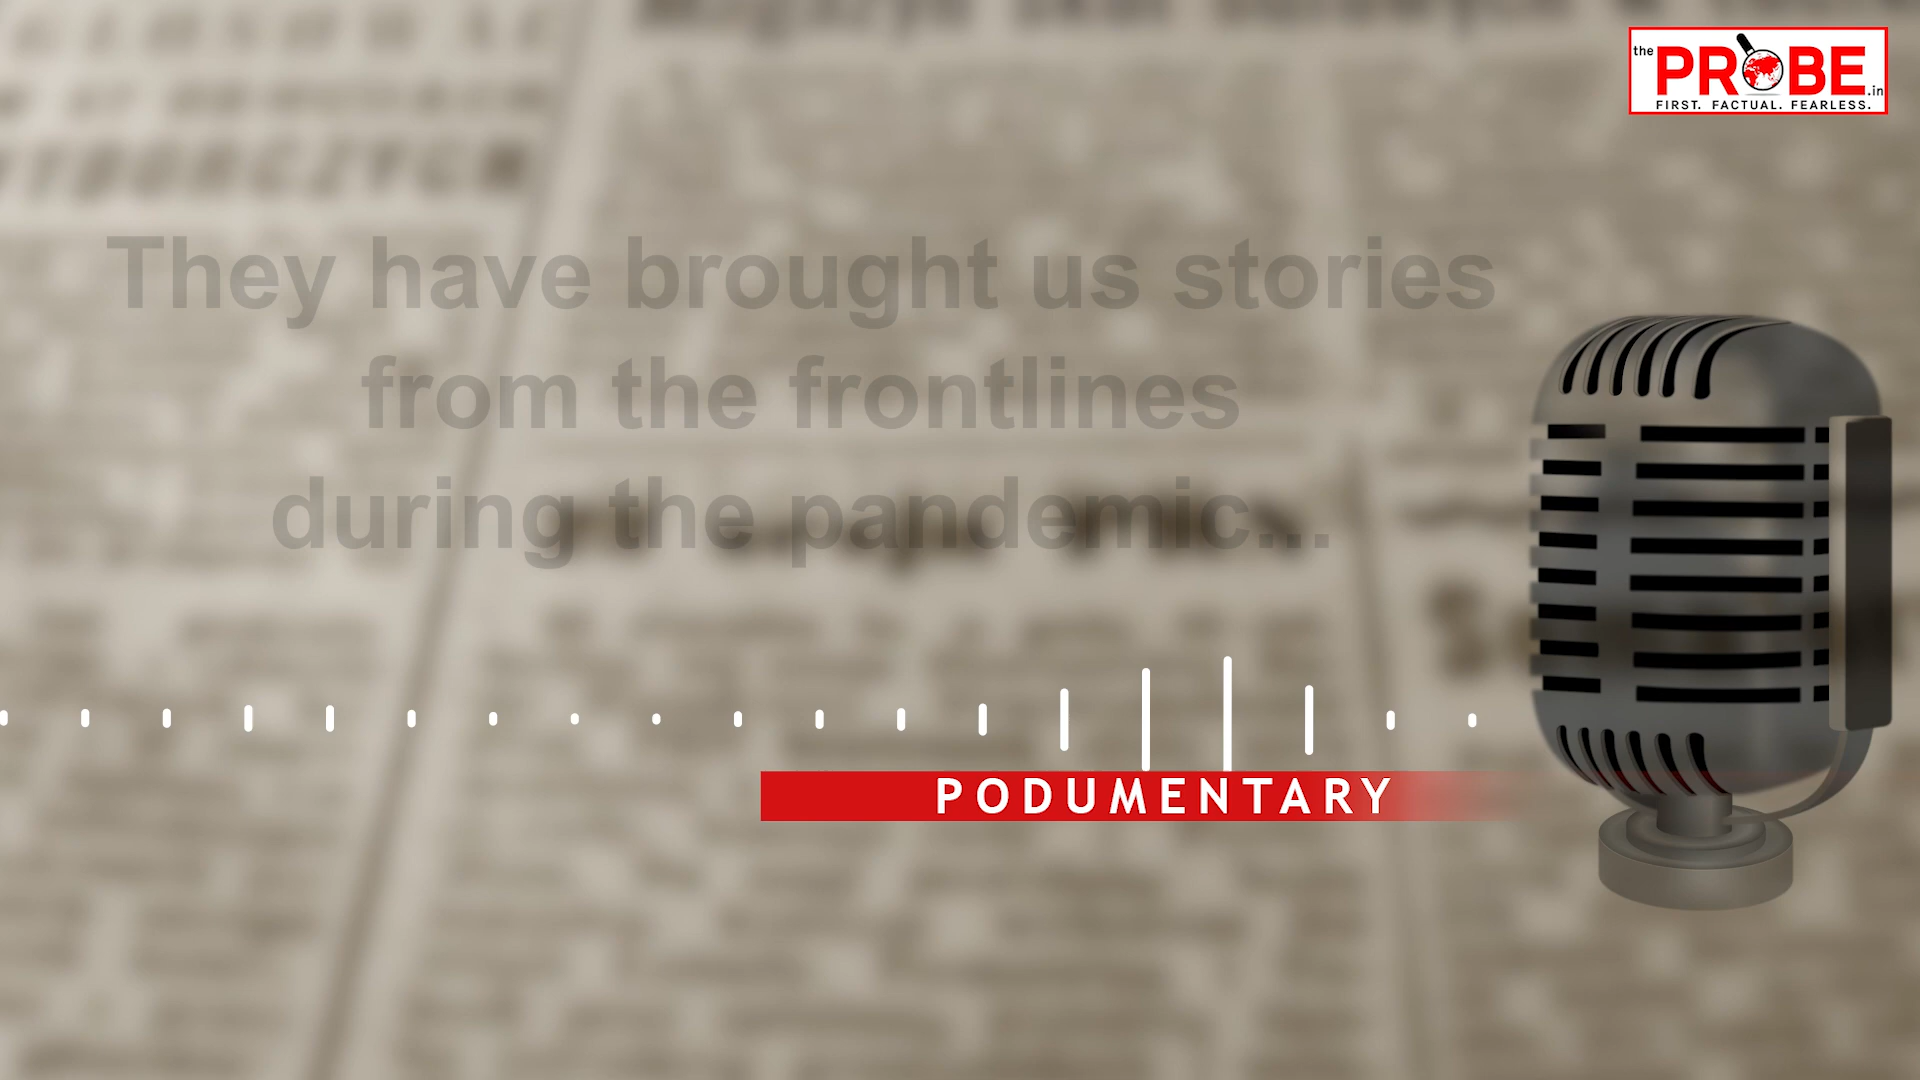 the PROBE.in
FIRST. FACTUAL. FEARLESS.
They have brought us stories
from the frontlines
during the pandemic...
PODUMENTARY